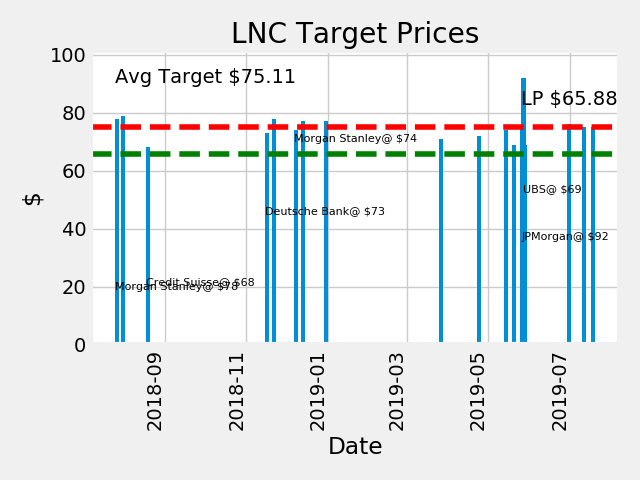 LNC Target Prices
100
Avg Target $75.11
LP $65.88
80
Morgan Stanley@ $74
60
UBS@ $69
Deutsche Bank@ $73
$
40
JPMorgan@ $92
Credit Suisse@ $68
Morgan Stanley@ $78
20
0
2018-09
2018-11
2019-01
2019-03
2019-05
2019-07
Date